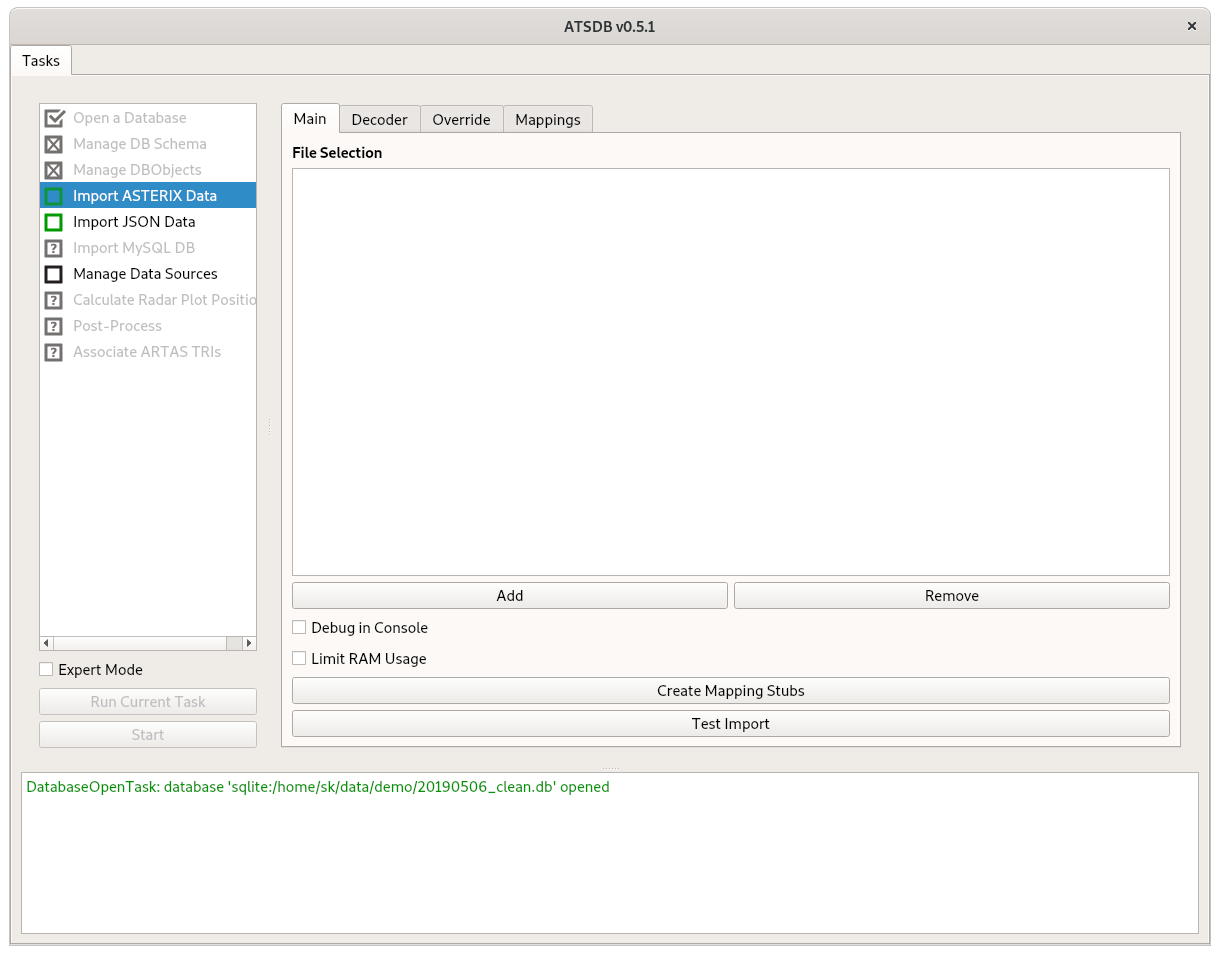 ATSDB v0.5.1
Tasks
Open a Database
Manage DB Schema
Manage DBObjects
Import ASTERIX Data
Import JSON Data
Import MySQL DB
Manage Data Sources
Calculate Radar Plot Positio
Post-Process
Associate ARTAS TRIs
Expert Mode
Run Current Task
Start
Main Decoder Override Mappings
File Selection
Add Remove
Debug in Console
Limit RAM Usage
Create Mapping Stubs
Test Import
DatabaseOpenTask: database 'sqlite:/home/sk/data/demo/20190506_clean.db' opened